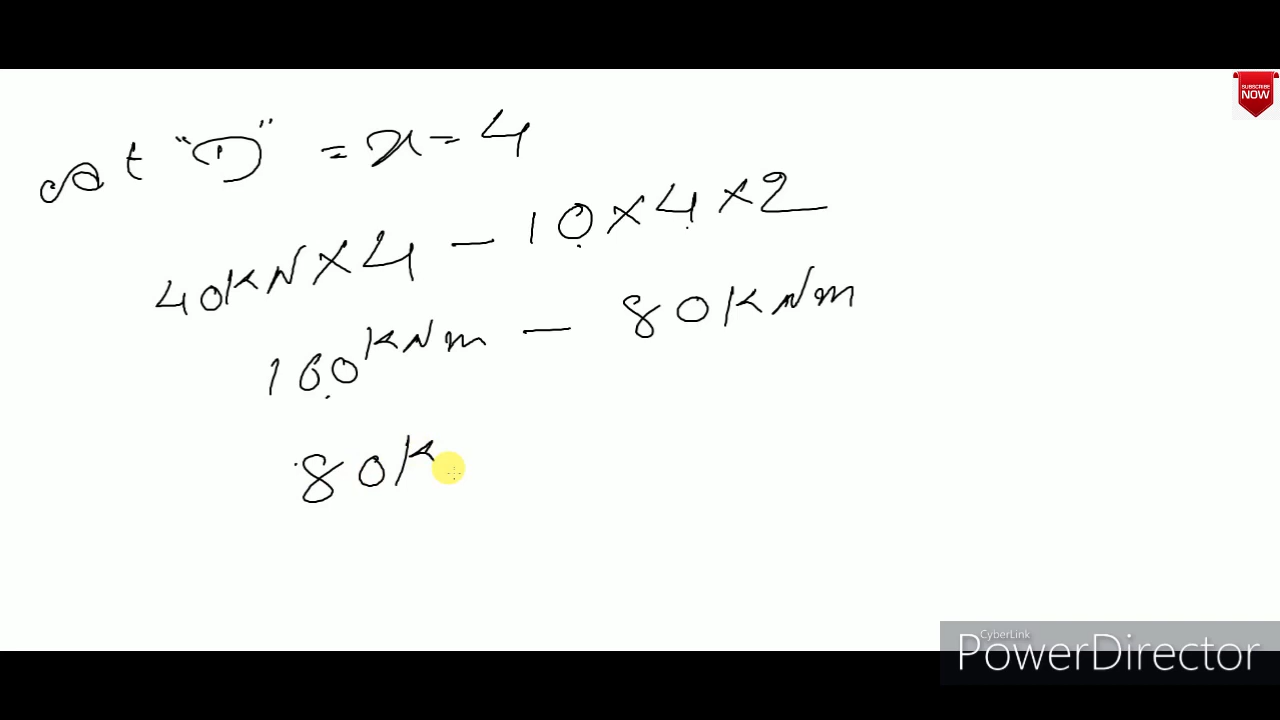 SUBSCRIBE
NOW
at "D" = x = 4
40KN×4 — 10×4×2
160KNm — 80KNm
80K
CyberLink
PowerDirector